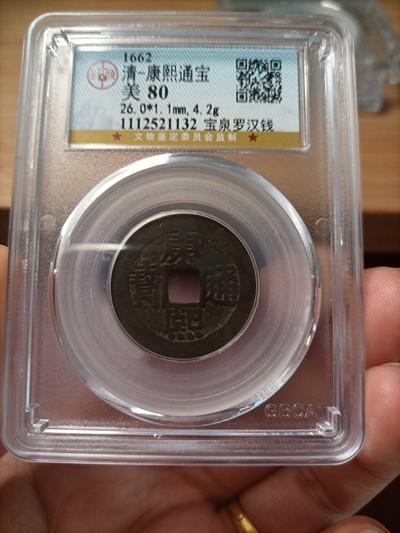 1662
清-康熙通宝
美 80
26.0*1.1mm, 4.2g
1112521132 宝泉罗汉钱
★ 文物鉴定委员会监制 ★
康熙通寶
GBCA